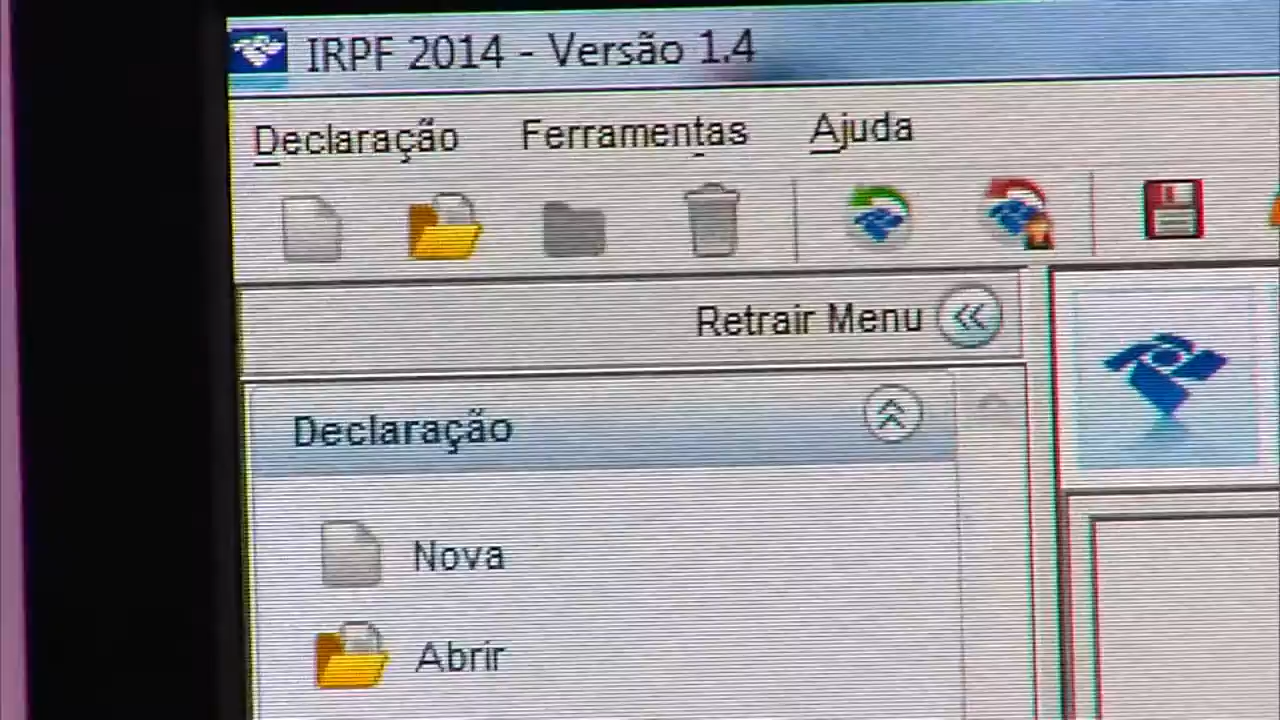 IRPF 2014 - Versão 1.4
Declaração Ferramentas Ajuda
Retrair Menu
Declaração
Nova
Abrir